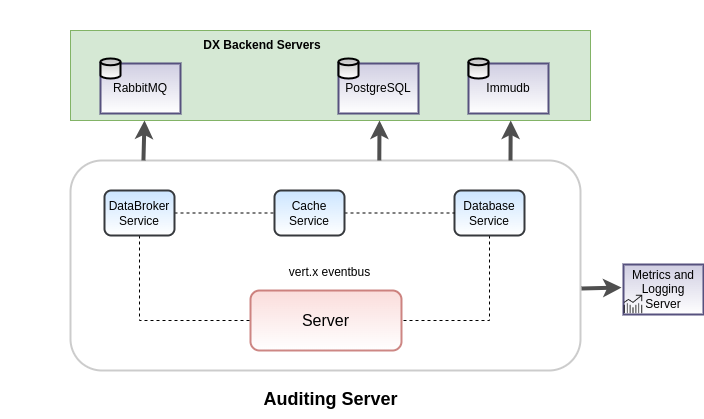 DX Backend Servers
RabbitMQ
PostgreSQL
Immudb
DataBroker
Service
Cache
Service
Database
Service
vert.x eventbus
Server
Metrics and
Logging
Server
Auditing Server